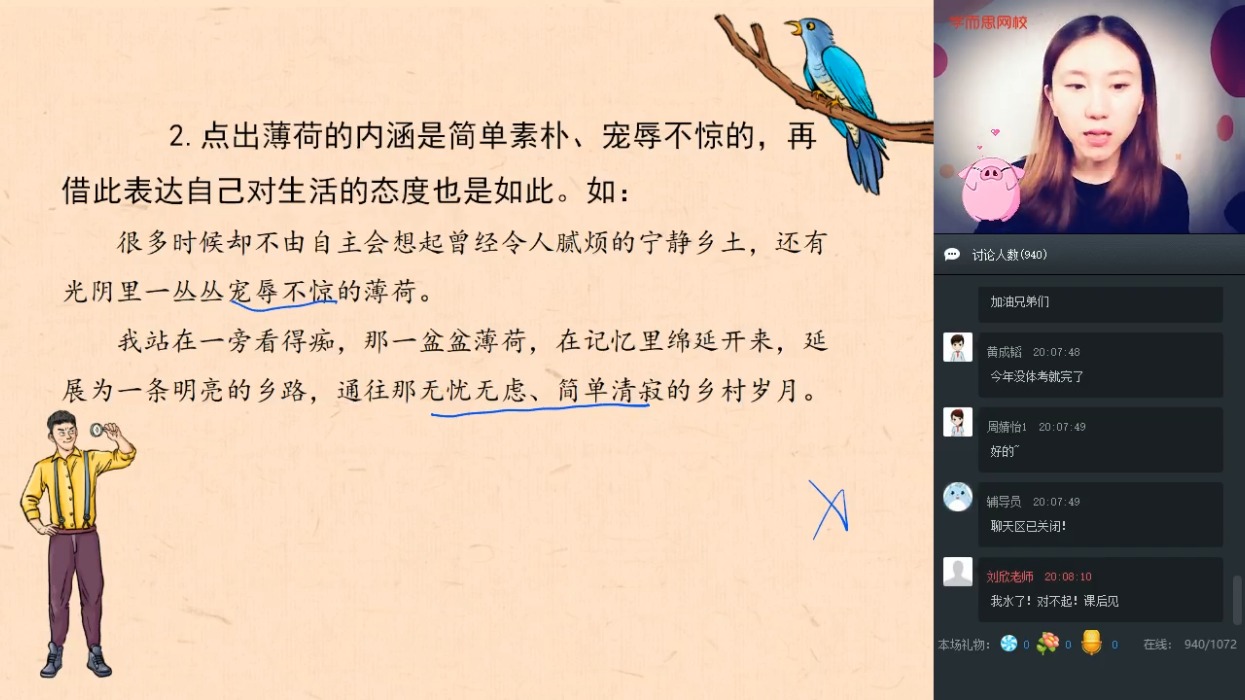 2.点出薄荷的内涵是简单素朴、宠辱不惊的，再
借此表达自己对生活的态度也是如此。如：
很多时候却不由自主会想起曾经令人腻烦的宁静乡土，还有
光阴里一丛丛宠辱不惊的薄荷。
我站在一旁看得痴，那一盆盆薄荷，在记忆里绵延开来，延
展为一条明亮的乡路，通往那无忧无虑、简单清寂的乡村岁月。
学而思网校
讨论人数(940)
加油兄弟们
黄成韬 20:07:48
今年没体考就完了
周婧怡1 20:07:49
好的~
辅导员 20:07:49
聊天区已关闭!
刘欣老师 20:08:10
我水了! 对不起! 课后见
本场礼物: 0 0 0 在线: 940/1072